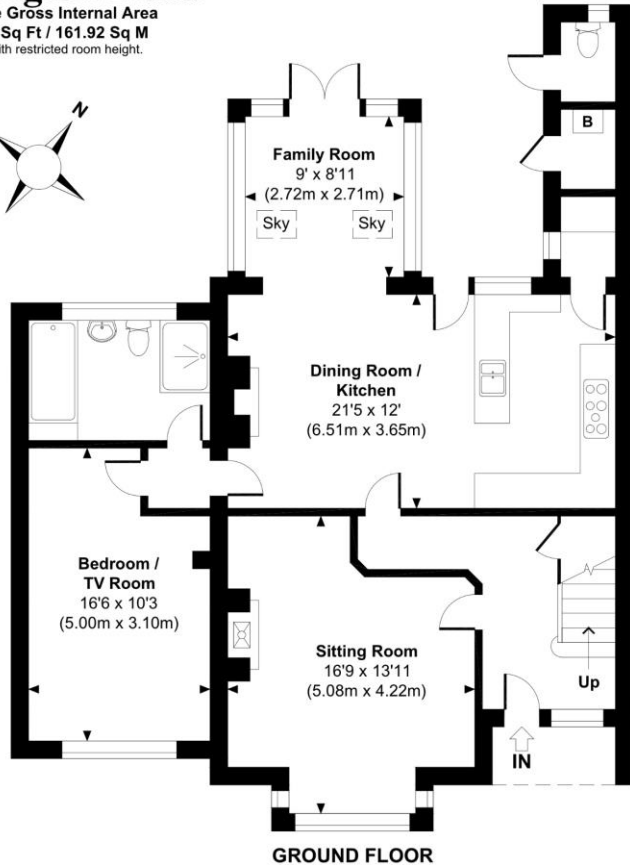 Gross Internal Area
Sq Ft / 161.92 Sq M
with restricted room height.
N
B
Family Room
9' x 8'11
(2.72m x 2.71m)
Sky
Sky
Dining Room /
Kitchen
21'5 x 12'
(6.51m x 3.65m)
Bedroom /
TV Room
16'6 x 10'3
(5.00m x 3.10m)
Sitting Room
16'9 x 13'11
(5.08m x 4.22m)
Up
IN
GROUND FLOOR